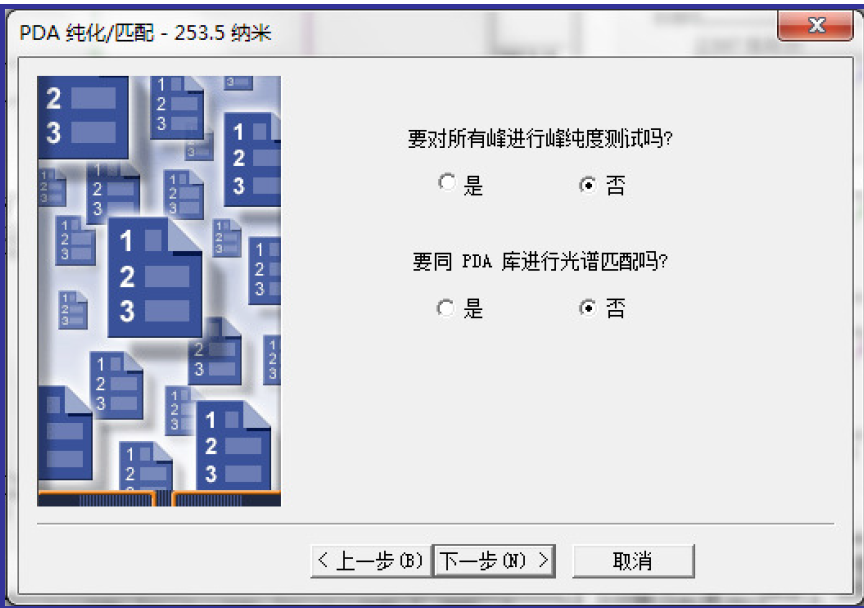 PDA 纯化/匹配 - 253.5 纳米
要对所有峰进行峰纯度测试吗?
是 否
要同 PDA 库进行光谱匹配吗?
是 否
< 上一步(B) 下一步(N) > 取消